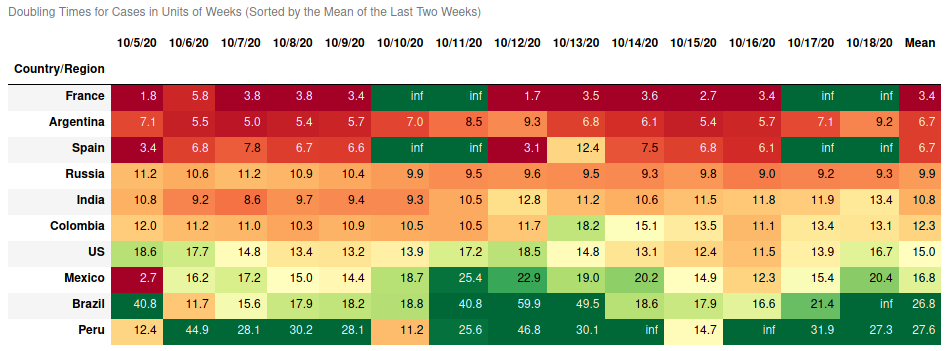 Doubling Times for Cases in Units of Weeks (Sorted by the Mean of the Last Two Weeks)
10/5/20 10/6/20 10/7/20 10/8/20 10/9/20 10/10/20 10/11/20 10/12/20 10/13/20 10/14/20 10/15/20 10/16/20 10/17/20 10/18/20 Mean
Country/Region
France 1.8 5.8 3.8 3.8 3.4 inf inf 1.7 3.5 3.6 2.7 3.4 inf inf 3.4
Argentina 7.1 5.5 5.0 5.4 5.7 7.0 8.5 9.3 6.8 6.1 5.4 5.7 7.1 9.2 6.7
Spain 3.4 6.8 7.8 6.7 6.6 inf inf 3.1 12.4 7.5 6.8 6.1 inf inf 6.7
Russia 11.2 10.6 11.2 10.9 10.4 9.9 9.5 9.6 9.5 9.3 9.8 9.0 9.2 9.3 9.9
India 10.8 9.2 8.6 9.7 9.4 9.3 10.5 12.8 11.2 10.6 11.5 11.8 11.9 13.4 10.8
Colombia 12.0 11.2 11.0 10.3 10.9 10.5 10.5 11.7 18.2 15.1 13.5 11.1 13.4 13.1 12.3
US 18.6 17.7 14.8 13.4 13.2 13.9 17.2 18.5 14.8 13.1 12.4 11.5 13.9 16.7 15.0
Mexico 2.7 16.2 17.2 15.0 14.4 18.7 25.4 22.9 19.0 20.2 14.9 12.3 15.4 20.4 16.8
Brazil 40.8 11.7 15.6 17.9 18.2 18.8 40.8 59.9 49.5 18.6 17.9 16.6 21.4 inf 26.8
Peru 12.4 44.9 28.1 30.2 28.1 11.2 25.6 46.8 30.1 inf 14.7 inf 31.9 27.3 27.6